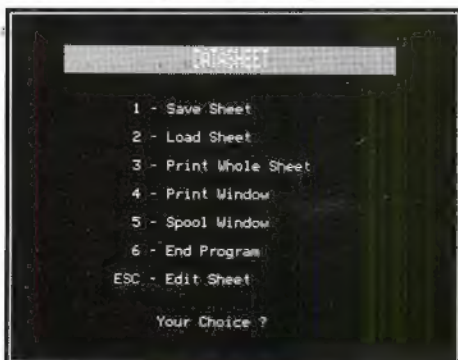 DATASHEET
1 - Save Sheet
2 - Load Sheet
3 - Print Whole Sheet
4 - Print Window
5 - Spool Window
6 - End Program
ESC - Edit Sheet
Your Choice ?